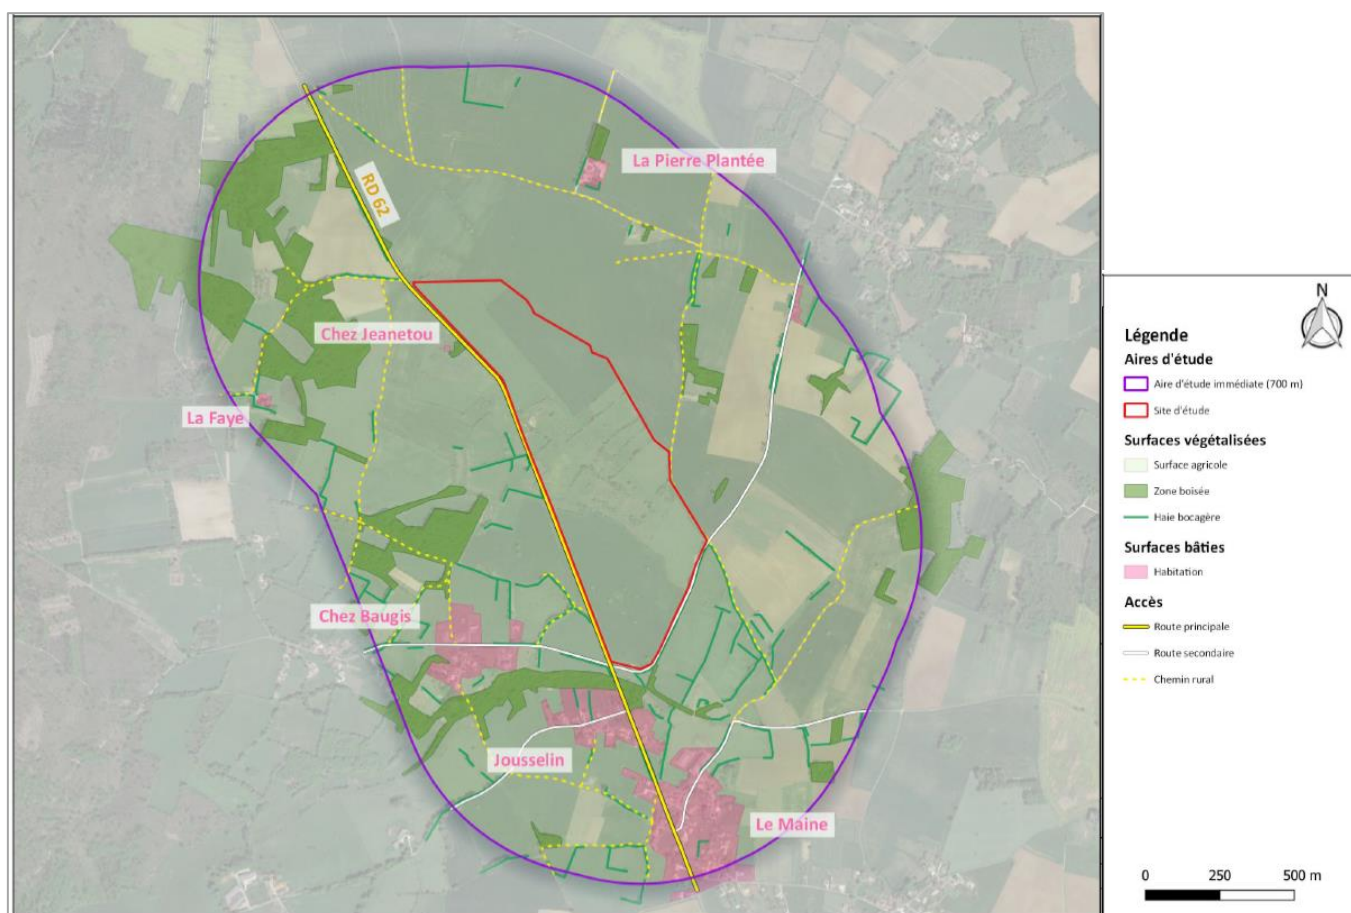 La Pierre Plantée
RD 62
Chez Jeanetou
La Faye
Chez Baugis
Jousselin
Le Maine
N
Légende
Aires d'étude
Aire d'étude immédiate (700 m)
Site d'étude
Surfaces végétalisées
Surface agricole
Zone boisée
Haie bocagère
Surfaces bâties
Habitation
Accès
Route principale
Route secondaire
Chemin rural
0 250 500 m